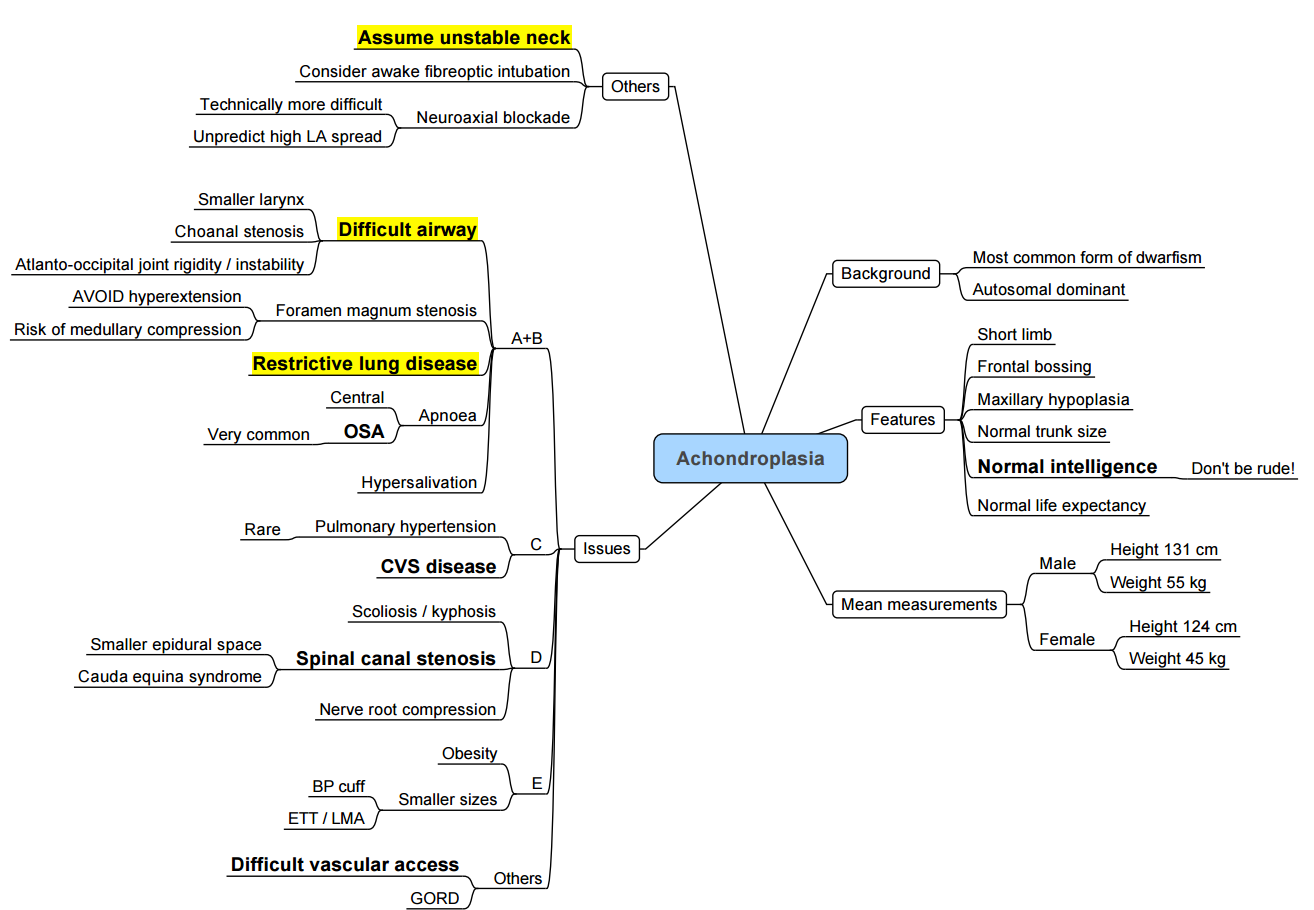 Achondroplasia
Background
Most common form of dwarfism
Autosomal dominant
Features
Short limb
Frontal bossing
Maxillary hypoplasia
Normal trunk size
Normal intelligence
Don't be rude!
Normal life expectancy
Mean measurements
Male
Height 131 cm
Weight 55 kg
Female
Height 124 cm
Weight 45 kg
Issues
A+B
Difficult airway
Smaller larynx
Choanal stenosis
Atlanto-occipital joint rigidity / instability
Foramen magnum stenosis
AVOID hyperextension
Risk of medullary compression
Restrictive lung disease
Apnoea
Central
OSA
Very common
Hypersalivation
C
Pulmonary hypertension
Rare
CVS disease
D
Scoliosis / kyphosis
Spinal canal stenosis
Smaller epidural space
Cauda equina syndrome
Nerve root compression
E
Obesity
Smaller sizes
BP cuff
ETT / LMA
Others
Difficult vascular access
GORD
Others
Assume unstable neck
Consider awake fibreoptic intubation
Neuroaxial blockade
Technically more difficult
Unpredict high LA spread